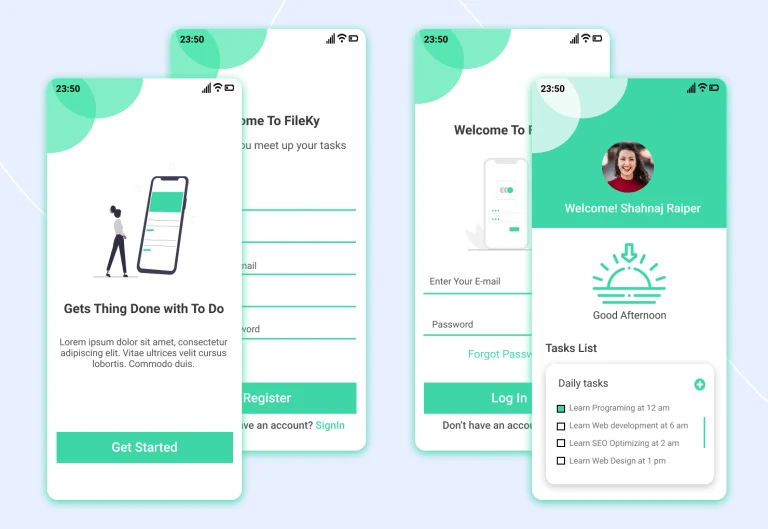 23:50
Gets Thing Done with To Do
Lorem ipsum dolor sit amet, consectetur
adipiscing elit. Vitae ultrices velit cursus
lobortis. Commodo duis.
Get Started
23:50
ome To FileKy
ou meet up your tasks
mail
word
Register
ave an account? SignIn
23:50
Welcome To F
Enter Your E-mail
Password
Forgot Passw
Log In
Don't have an accou
23:50
Welcome! Shahnaj Raiper
Good Afternoon
Tasks List
Daily tasks
Learn Programing at 12 am
Learn Web development at 6 am
Learn SEO Optimizing at 2 am
Learn Web Design at 1 pm